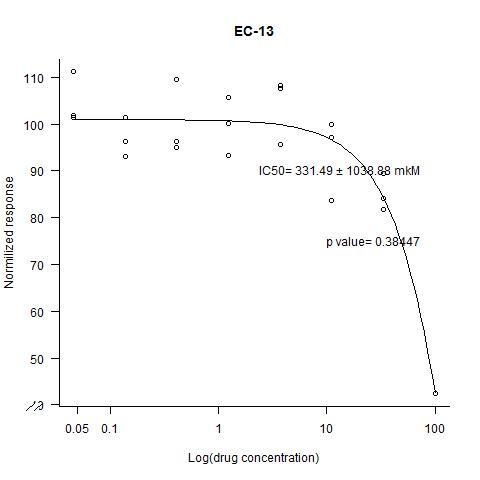 EC-13
110
100
90
80
70
60
50
40
Normilized response
IC50= 331.49 ± 1038.88 mkM
p value= 0.38447
0.05 0.1 1 10 100
Log(drug concentration)